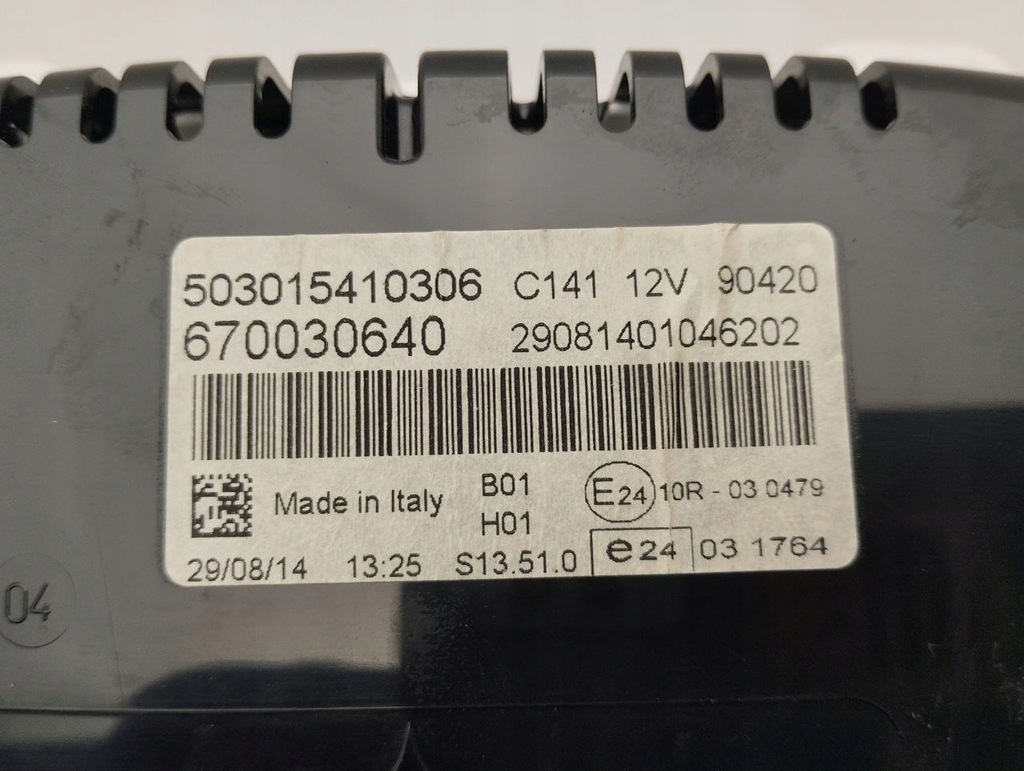 503015410306 C141 12V 90420
670030640 29081401046202
Made in Italy B01 E24 10R - 03 0479
H01
29/08/14 13:25 S13.51.0 e24 03 1764
04